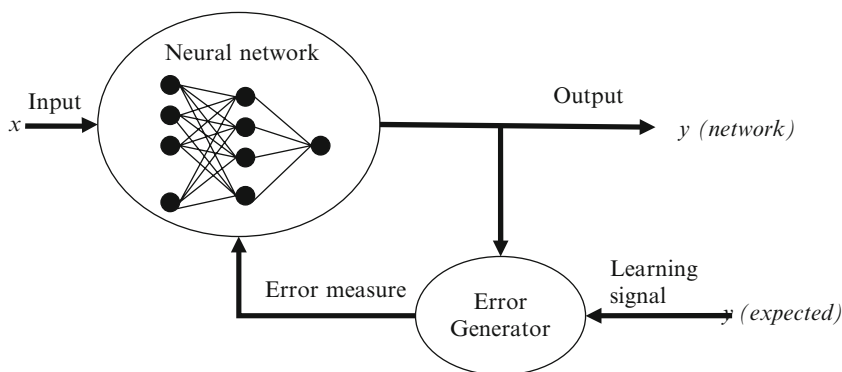 Neural network
Input
x
Output
y (network)
Learning
signal
Error measure
Error
Generator
y (expected)